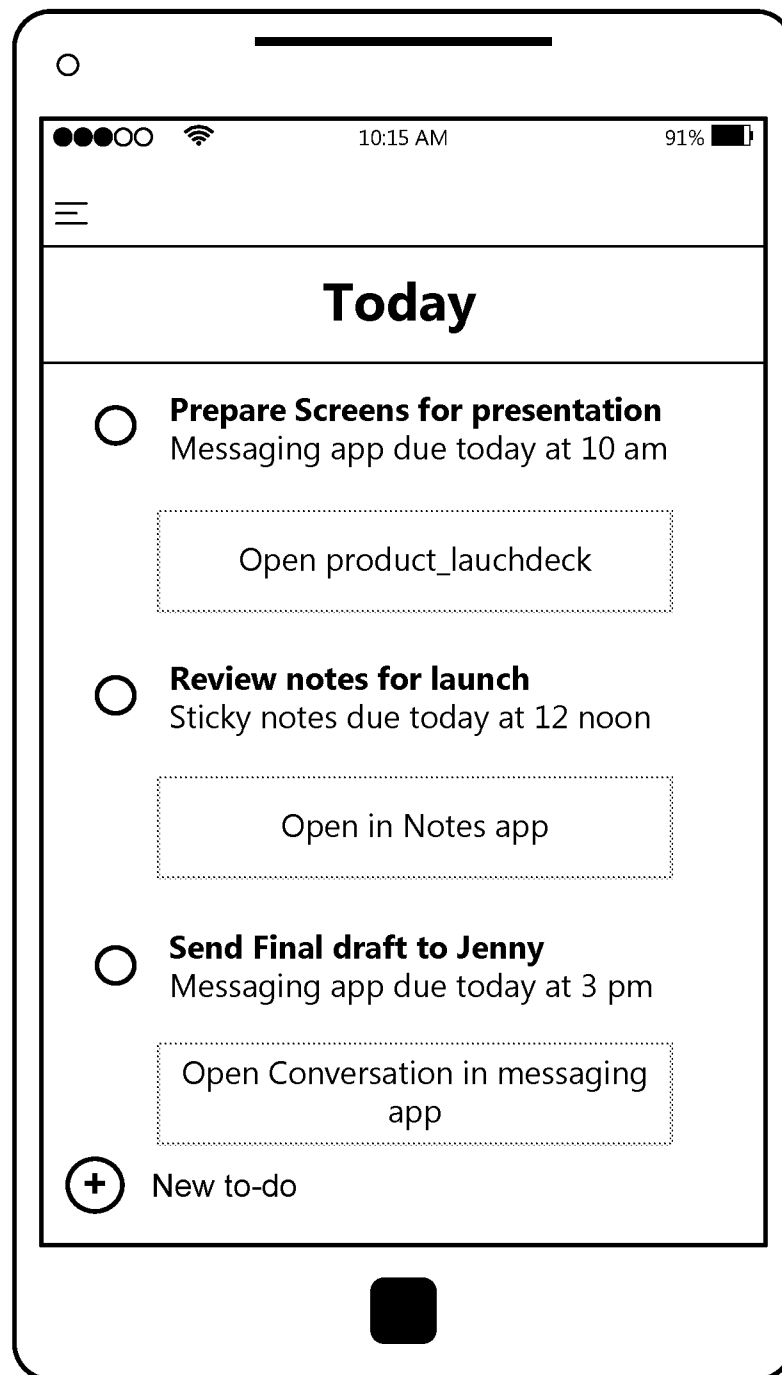 10:15 AM 91%
Today
Prepare Screens for presentation
Messaging app due today at 10 am
Open product_lauchdeck
Review notes for launch
Sticky notes due today at 12 noon
Open in Notes app
Send Final draft to Jenny
Messaging app due today at 3 pm
Open Conversation in messaging
app
+ New to-do